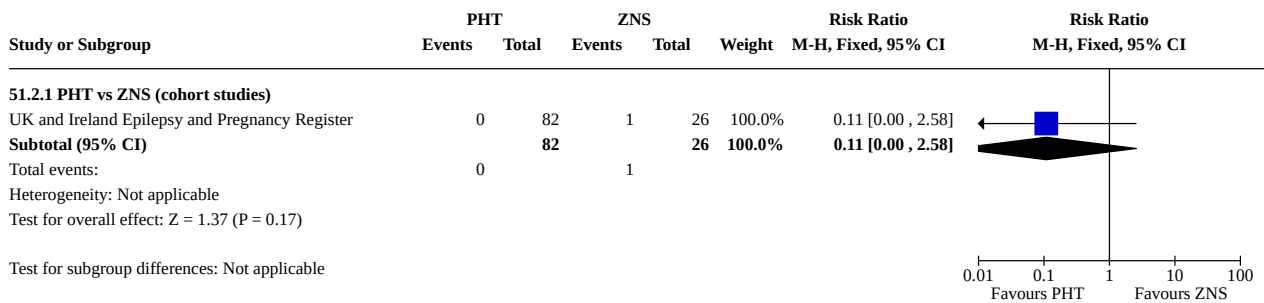 PHT ZNS Risk Ratio Risk Ratio
Study or Subgroup Events Total Events Total Weight M-H, Fixed, 95% CI M-H, Fixed, 95% CI
51.2.1 PHT vs ZNS (cohort studies)
UK and Ireland Epilepsy and Pregnancy Register 0 82 1 26 100.0% 0.11 [0.00 , 2.58]
Subtotal (95% CI) 82 26 100.0% 0.11 [0.00 , 2.58]
Total events: 0 1
Heterogeneity: Not applicable
Test for overall effect: Z = 1.37 (P = 0.17)
Test for subgroup differences: Not applicable
0.01 0.1 1 10 100
Favours PHT Favours ZNS